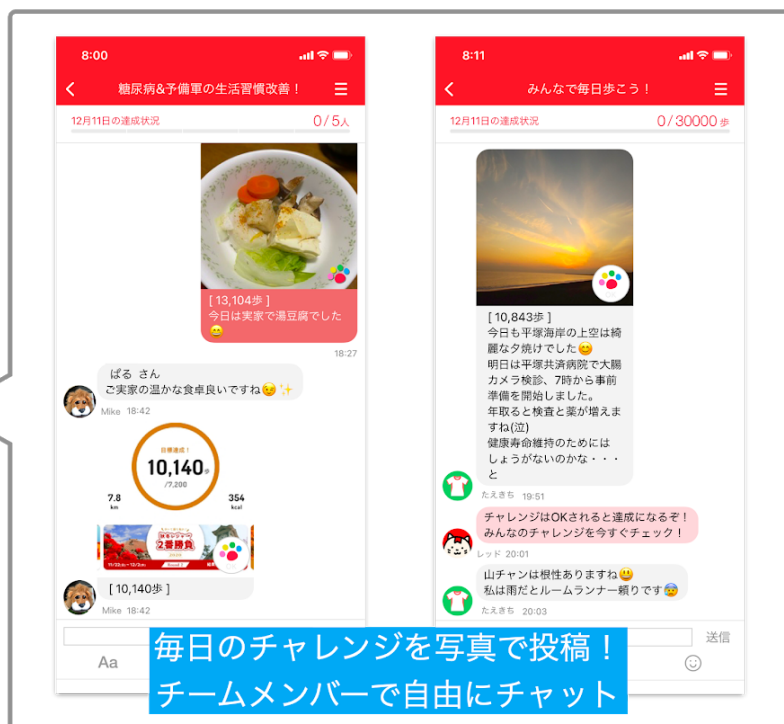 8:00
糖尿病&予備軍の生活習慣改善！
12月11日の達成状況
0/5人
[ 13,104歩 ]
今日は実家で湯豆腐でした
😄
18:27
ぱる さん
ご実家の温かな食卓良いですね😉✨
Mike 18:42
目標達成！
10,140歩
/7,200
7.8
km
354
kcal
2番勝負
[ 10,140歩 ]
Mike 18:42
Aa
8:11
みんなで毎日歩こう！
12月11日の達成状況
0/30000 歩
[ 10,843歩 ]
今日も平塚海岸の上空は綺
麗な夕焼けでした😊
明日は平塚共済病院で大腸
カメラ検診、7時から事前
準備を開始しました。
年取ると検査と薬が増えま
すね(泣)
健康寿命維持のためには
しょうがないのかな・・・
と
たえきち 19:51
チャレンジはOKされると達成になるぞ！
みんなのチャレンジを今すぐチェック！
レッド 20:01
山チャンは根性ありますね😃
私は雨だとルームランナー頼りです😰
たえきち 20:03
送信
毎日のチャレンジを写真で投稿！
チームメンバーで自由にチャット